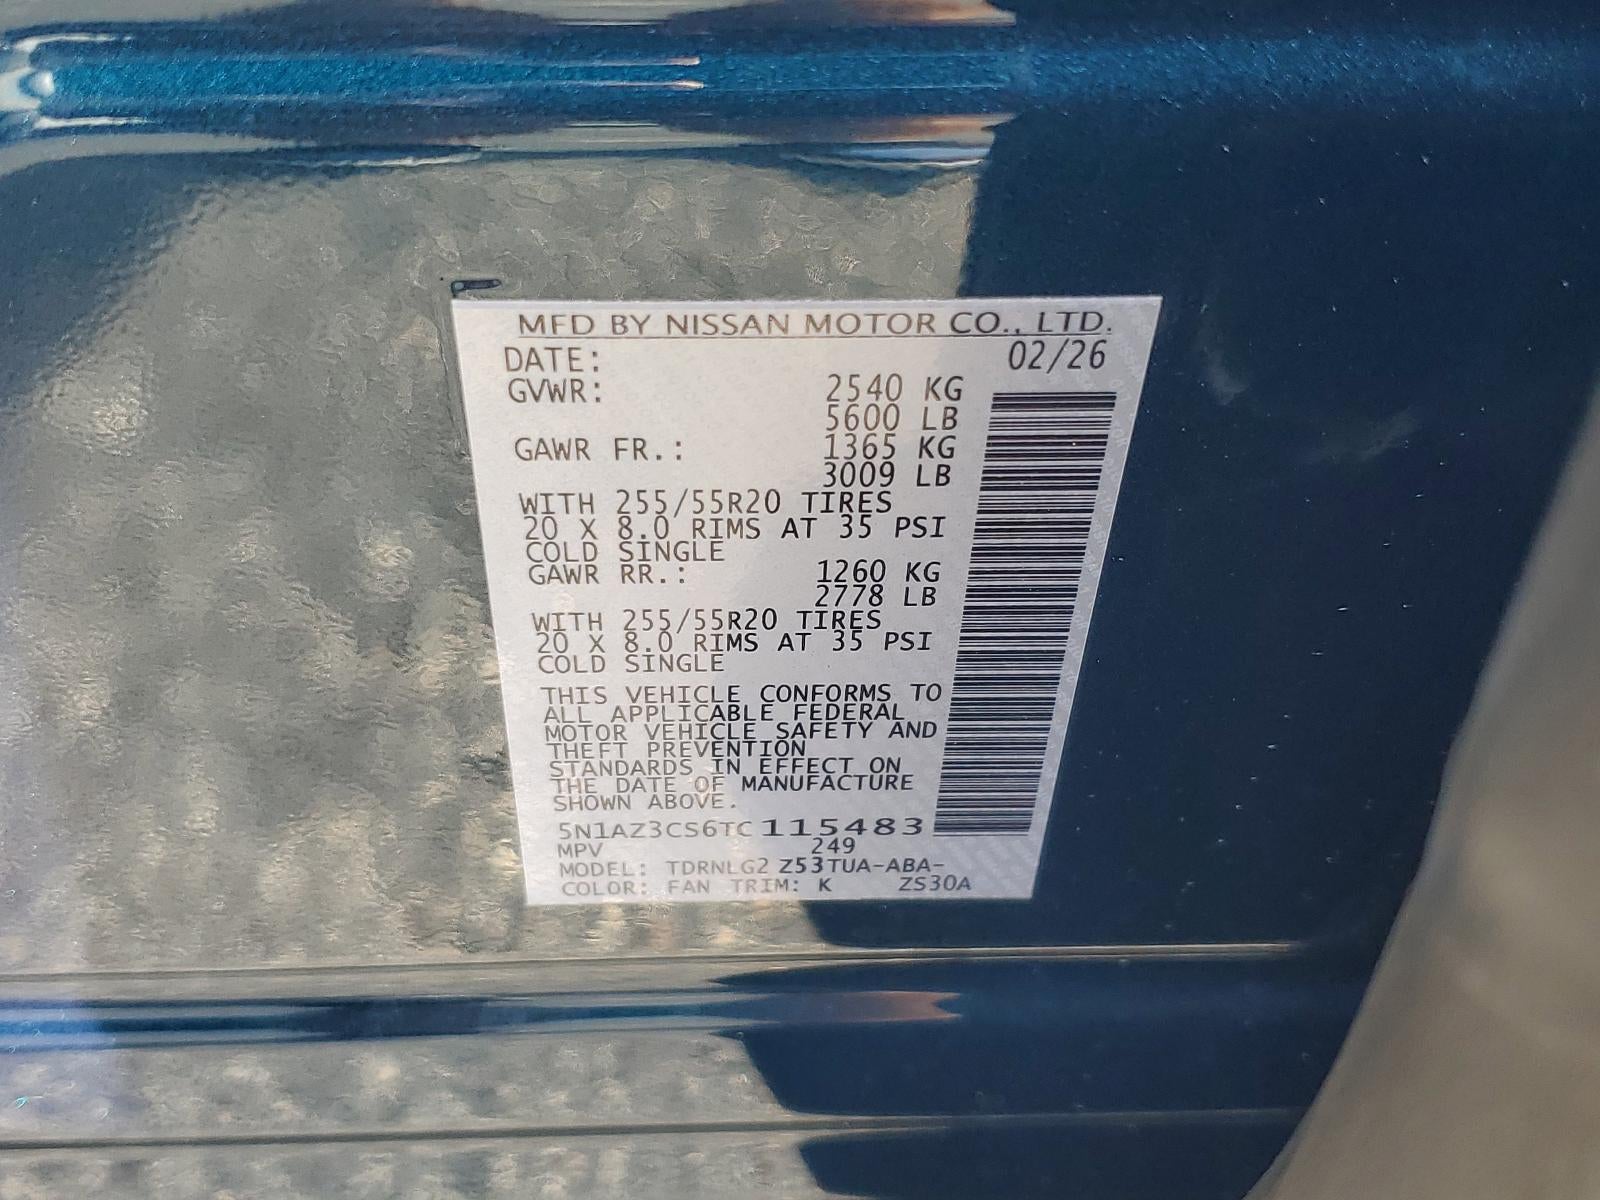 MFD BY NISSAN MOTOR CO., LTD.
DATE: 02/26
GVWR: 2540 KG
5600 LB
GAWR FR.: 1365 KG
3009 LB
WITH 255/55R20 TIRES
20 X 8.0 RIMS AT 35 PSI
COLD SINGLE
GAWR RR.: 1260 KG
2778 LB
WITH 255/55R20 TIRES
20 X 8.0 RIMS AT 35 PSI
COLD SINGLE
THIS VEHICLE CONFORMS TO
ALL APPLICABLE FEDERAL
MOTOR VEHICLE SAFETY AND
THEFT PREVENTION
STANDARDS IN EFFECT ON
THE DATE OF MANUFACTURE
SHOWN ABOVE.
5N1AZ3CS6TC115483
MPV 249
MODEL: TDRNLG2 Z53TUA-ABA-
COLOR: FAN TRIM: K ZS30A